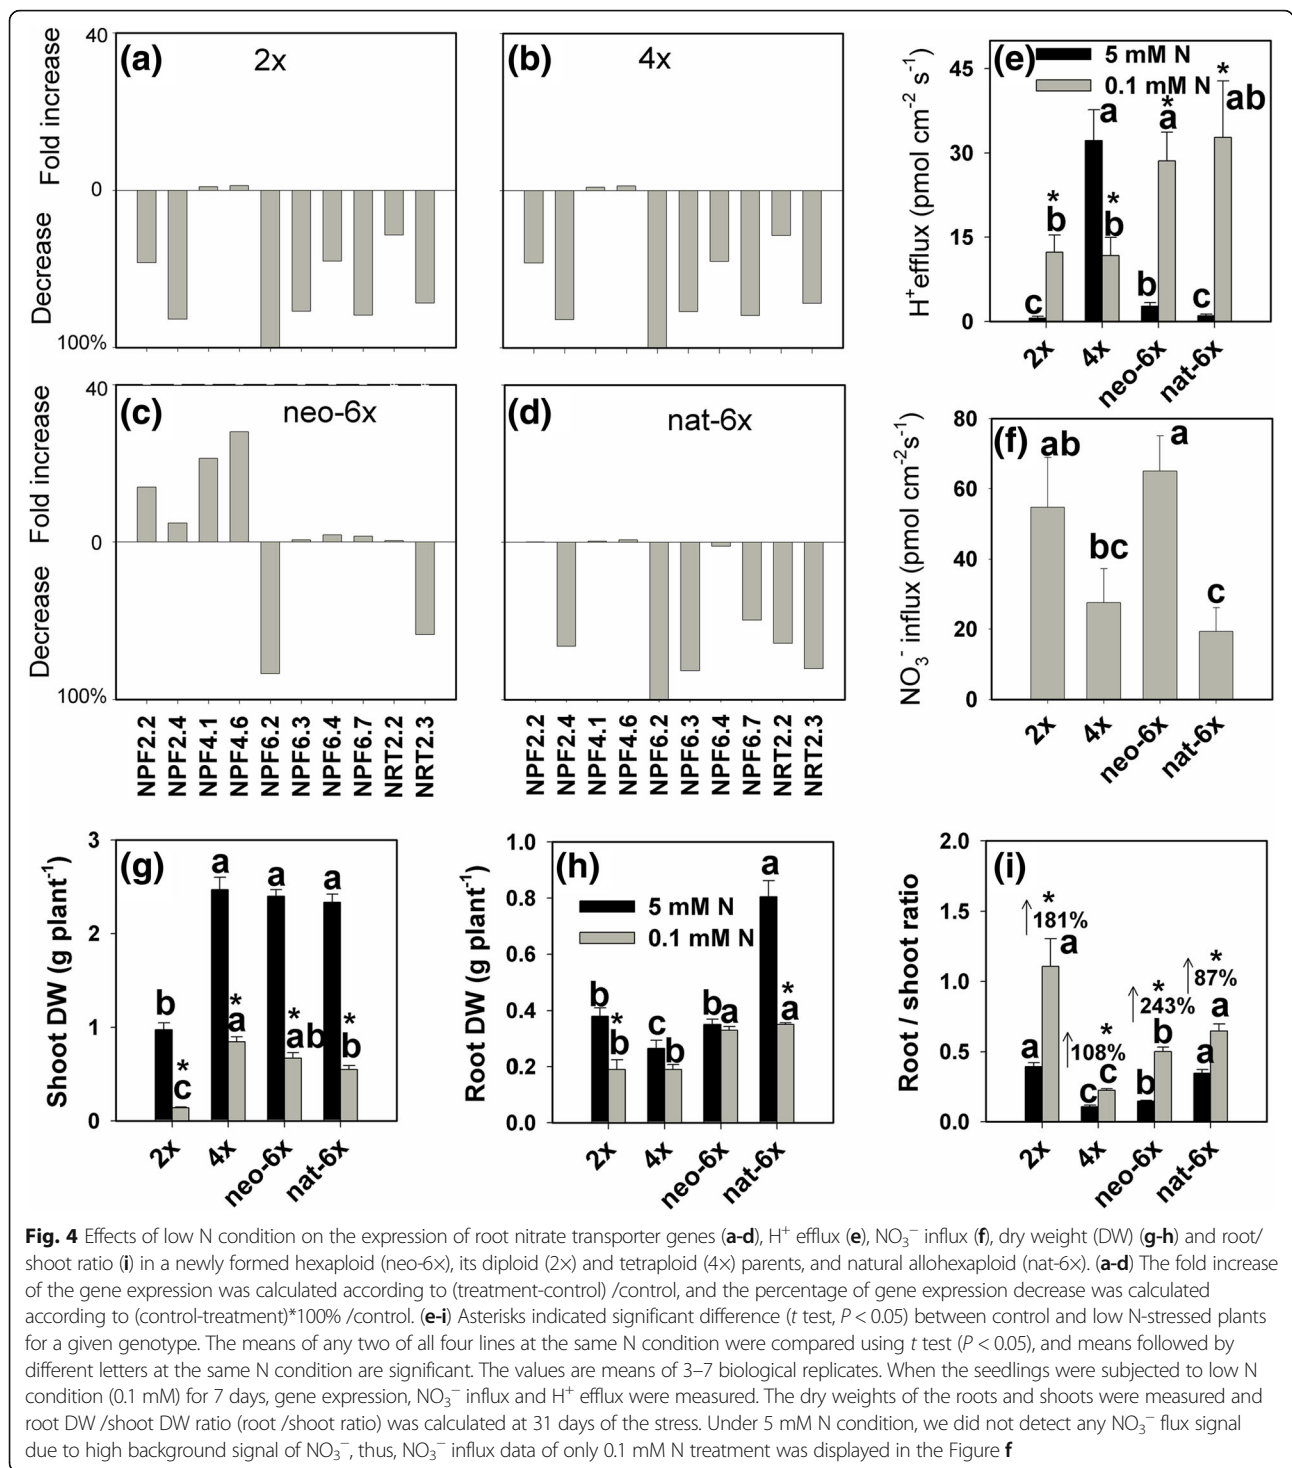 (a)
2x
40
0
100%
Fold increase
Decrease
(b)
4x
(c)
neo-6x
40
0
100%
Fold increase
Decrease
NPF2.2
NPF2.4
NPF4.1
NPF4.6
NPF6.2
NPF6.3
NPF6.4
NPF6.7
NRT2.2
NRT2.3
(d)
nat-6x
NPF2.2
NPF2.4
NPF4.1
NPF4.6
NPF6.2
NPF6.3
NPF6.4
NPF6.7
NRT2.2
NRT2.3
(e)
5 mM N
0.1 mM N
H⁺efflux (pmol cm⁻² s⁻¹)
45
30
15
0
c
*
b
a
*
b
b
*
a
c
*
ab
2x
4x
neo-6x
nat-6x
(f)
NO₃⁻ influx (pmol cm⁻²s⁻¹)
80
60
40
20
0
ab
bc
a
c
2x
4x
neo-6x
nat-6x
(g)
Shoot DW (g plant⁻¹)
3
2
1
0
b
*
c
a
*
a
a
*
ab
a
*
b
2x
4x
neo-6x
nat-6x
(h)
5 mM N
0.1 mM N
Root DW (g plant⁻¹)
1.0
0.8
0.6
0.4
0.2
0.0
b
*
b
c
b
b
a
a
*
a
2x
4x
neo-6x
nat-6x
(i)
Root / shoot ratio
2.0
1.5
1.0
0.5
0.0
↑181%
*
a
a
↑108%
*
c
c
↑243%
*
b
b
↑87%
*
a
a
2x
4x
neo-6x
nat-6x
Fig. 4 Effects of low N condition on the expression of root nitrate transporter genes (a-d), H⁺ efflux (e), NO₃⁻ influx (f), dry weight (DW) (g-h) and root/
shoot ratio (i) in a newly formed hexaploid (neo-6×), its diploid (2×) and tetraploid (4×) parents, and natural allohexaploid (nat-6×). (a-d) The fold increase
of the gene expression was calculated according to (treatment-control) /control, and the percentage of gene expression decrease was calculated
according to (control-treatment)*100% /control. (e-i) Asterisks indicated significant difference (t test, P < 0.05) between control and low N-stressed plants
for a given genotype. The means of any two of all four lines at the same N condition were compared using t test (P < 0.05), and means followed by
different letters at the same N condition are significant. The values are means of 3–7 biological replicates. When the seedlings were subjected to low N
condition (0.1 mM) for 7 days, gene expression, NO₃⁻ influx and H⁺ efflux were measured. The dry weights of the roots and shoots were measured and
root DW /shoot DW ratio (root /shoot ratio) was calculated at 31 days of the stress. Under 5 mM N condition, we did not detect any NO₃⁻ flux signal
due to high background signal of NO₃⁻, thus, NO₃⁻ influx data of only 0.1 mM N treatment was displayed in the Figure f